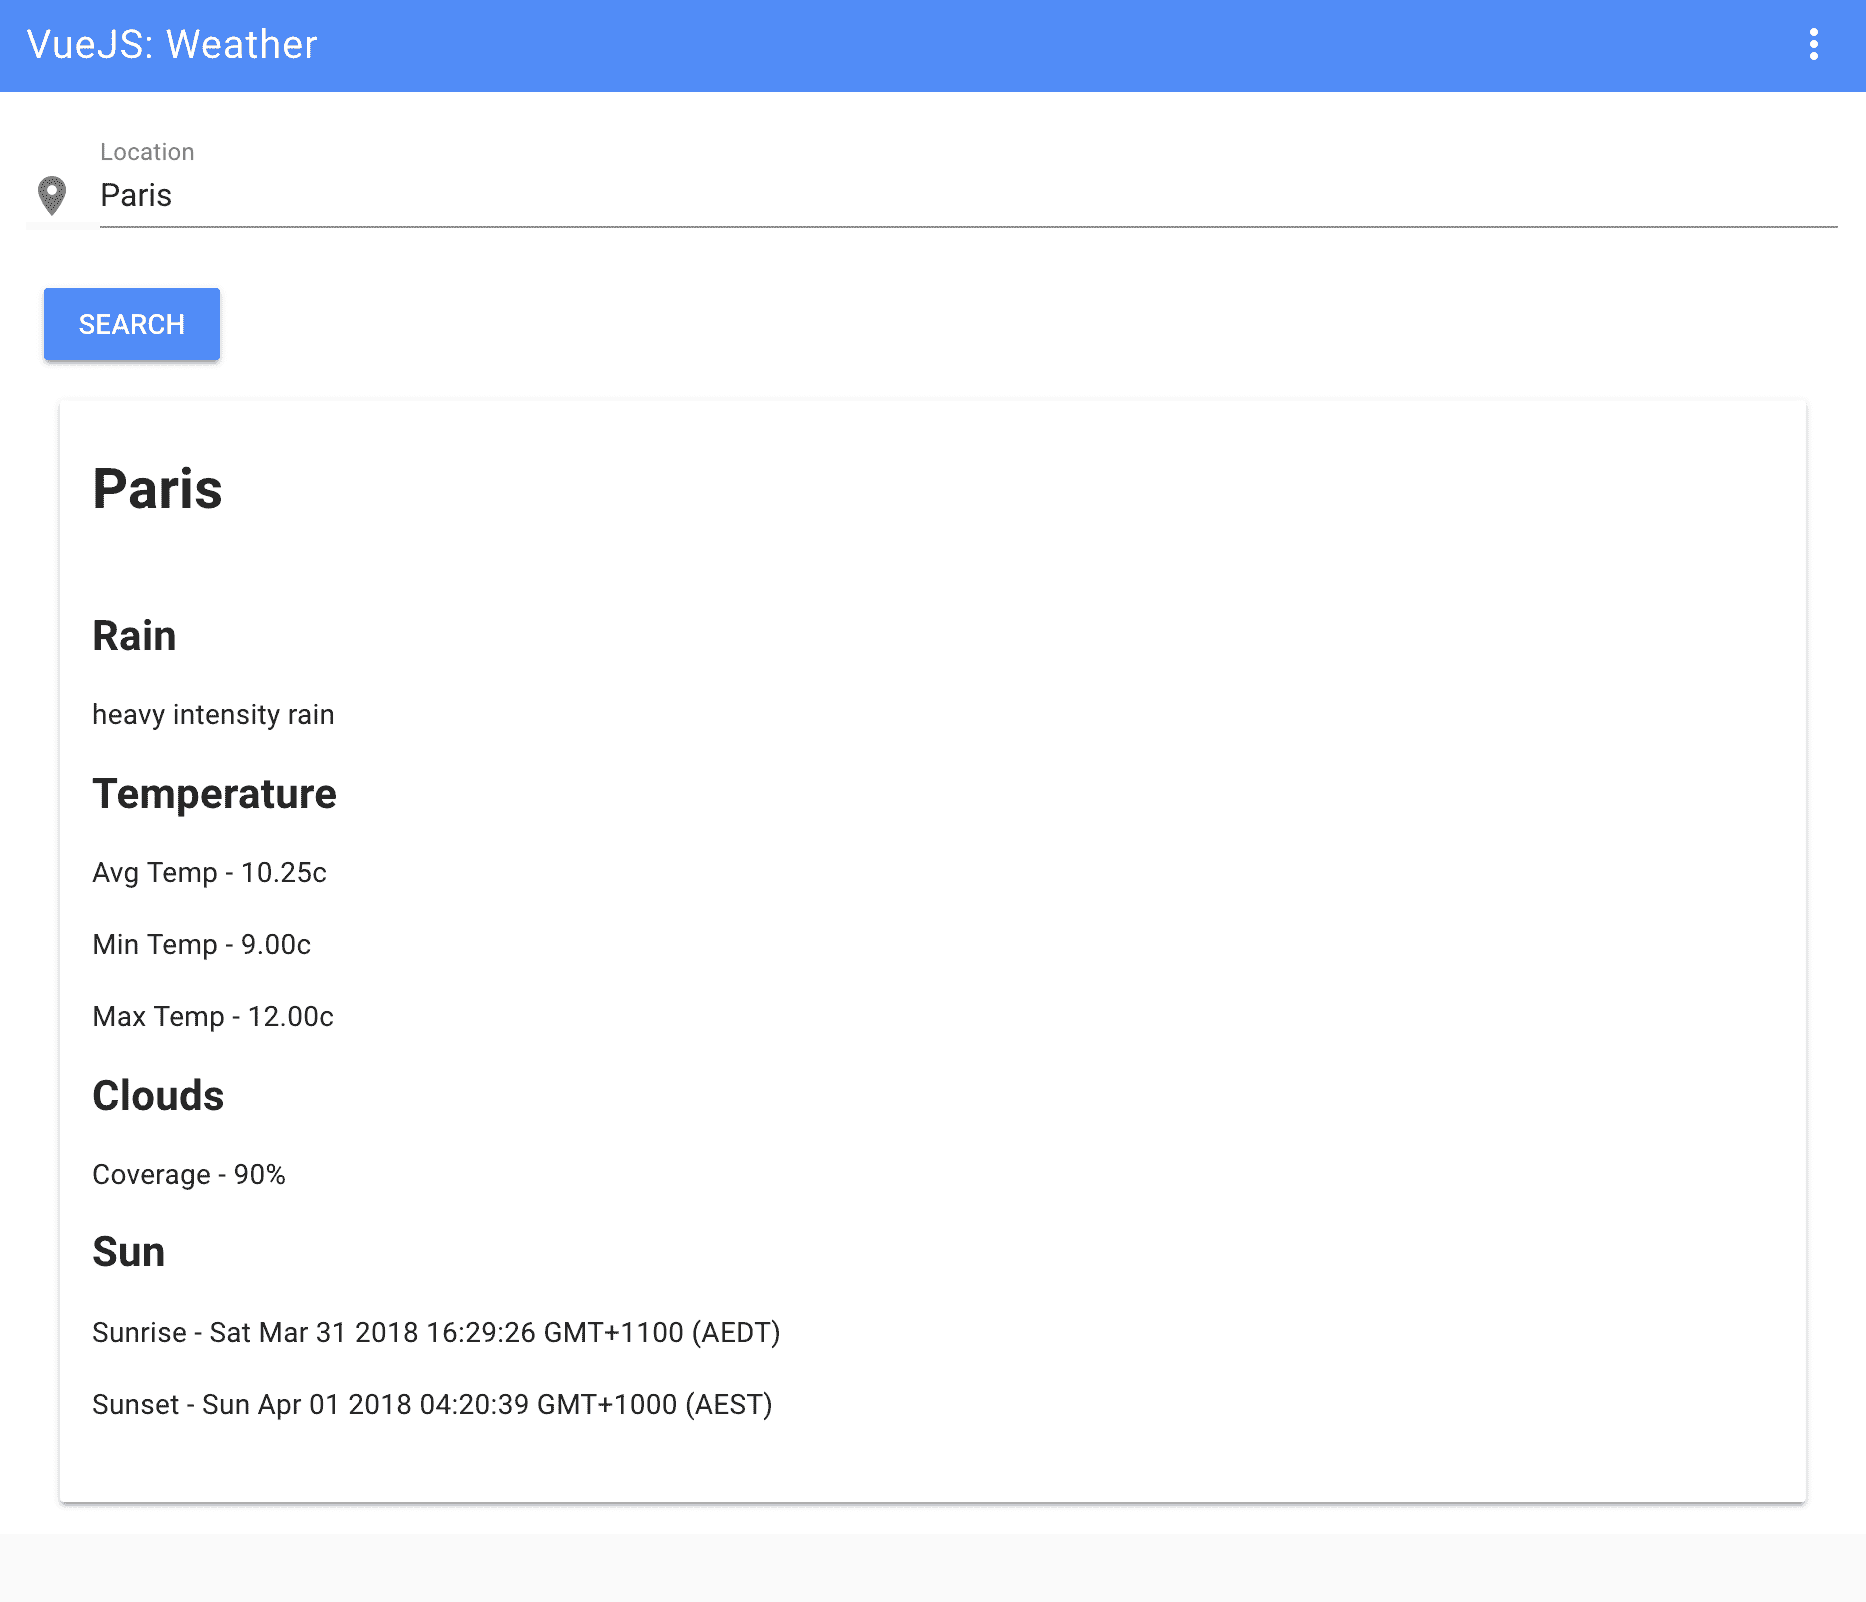 VueJS: Weather
Location
Paris
SEARCH
Paris
Rain
heavy intensity rain
Temperature
Avg Temp - 10.25c
Min Temp - 9.00c
Max Temp - 12.00c
Clouds
Coverage - 90%
Sun
Sunrise - Sat Mar 31 2018 16:29:26 GMT+1100 (AEDT)
Sunset - Sun Apr 01 2018 04:20:39 GMT+1000 (AEST)